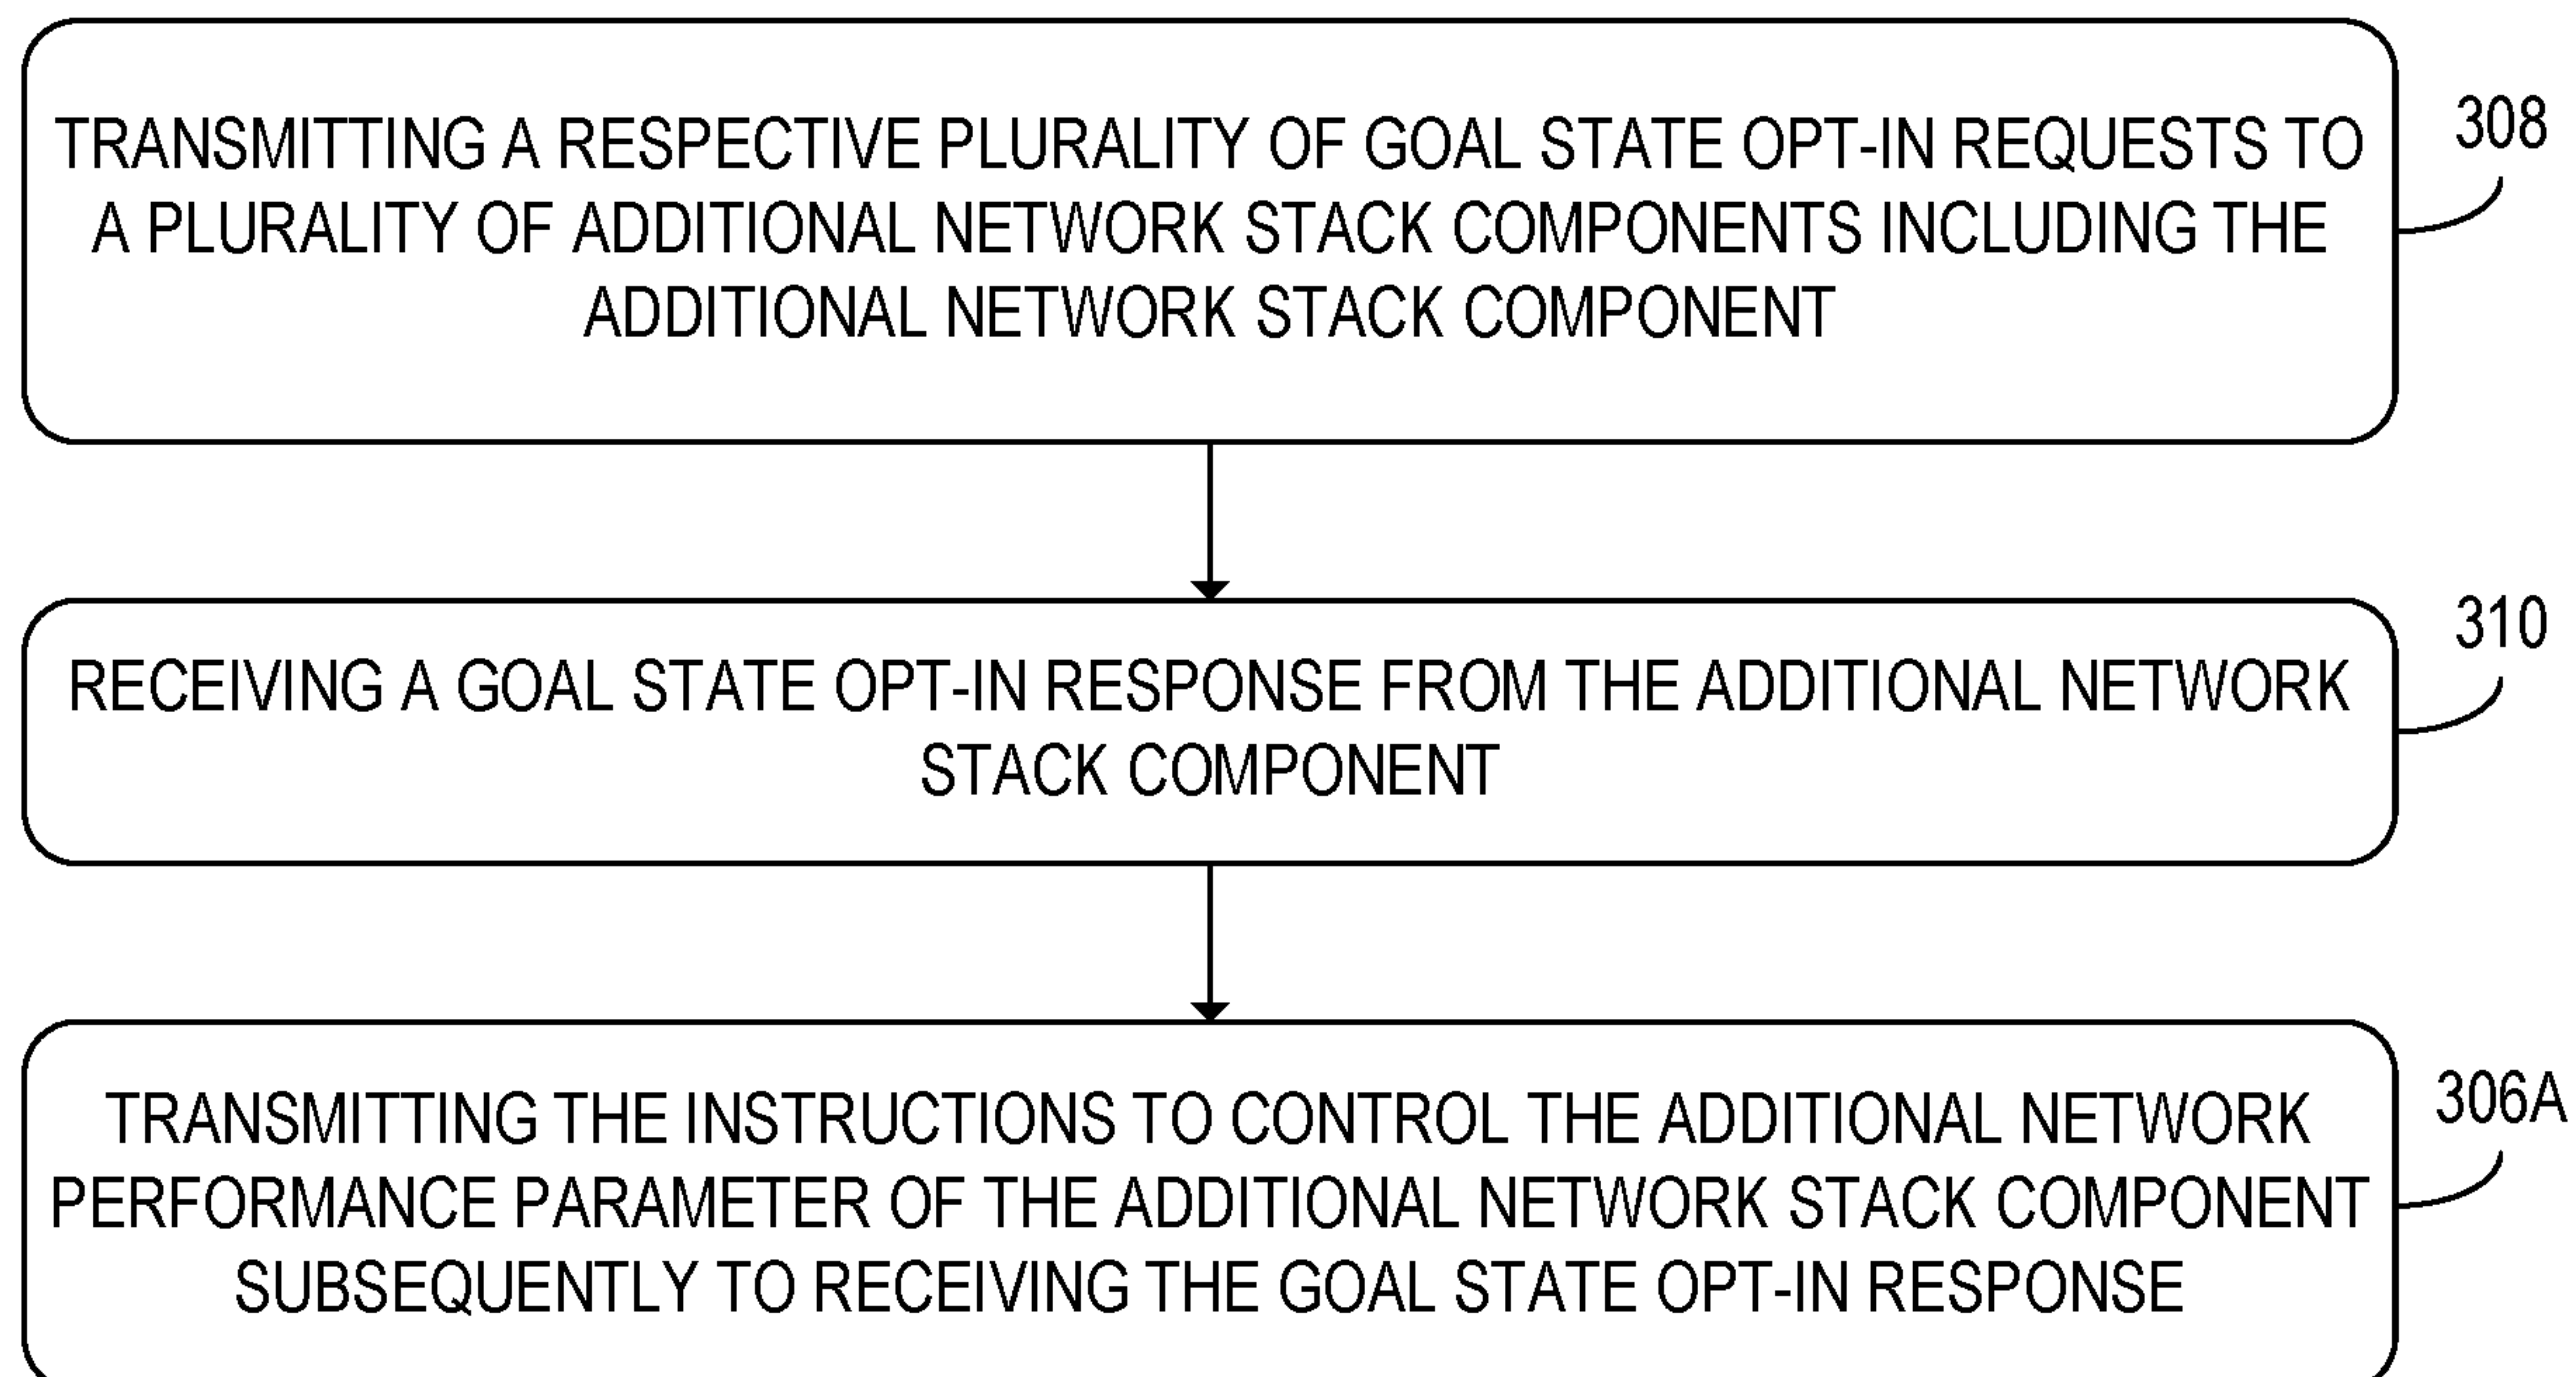 TRANSMITTING A RESPECTIVE PLURALITY OF GOAL STATE OPT-IN REQUESTS TO
A PLURALITY OF ADDITIONAL NETWORK STACK COMPONENTS INCLUDING THE
ADDITIONAL NETWORK STACK COMPONENT
308
RECEIVING A GOAL STATE OPT-IN RESPONSE FROM THE ADDITIONAL NETWORK
STACK COMPONENT
310
TRANSMITTING THE INSTRUCTIONS TO CONTROL THE ADDITIONAL NETWORK
PERFORMANCE PARAMETER OF THE ADDITIONAL NETWORK STACK COMPONENT
SUBSEQUENTLY TO RECEIVING THE GOAL STATE OPT-IN RESPONSE
306A